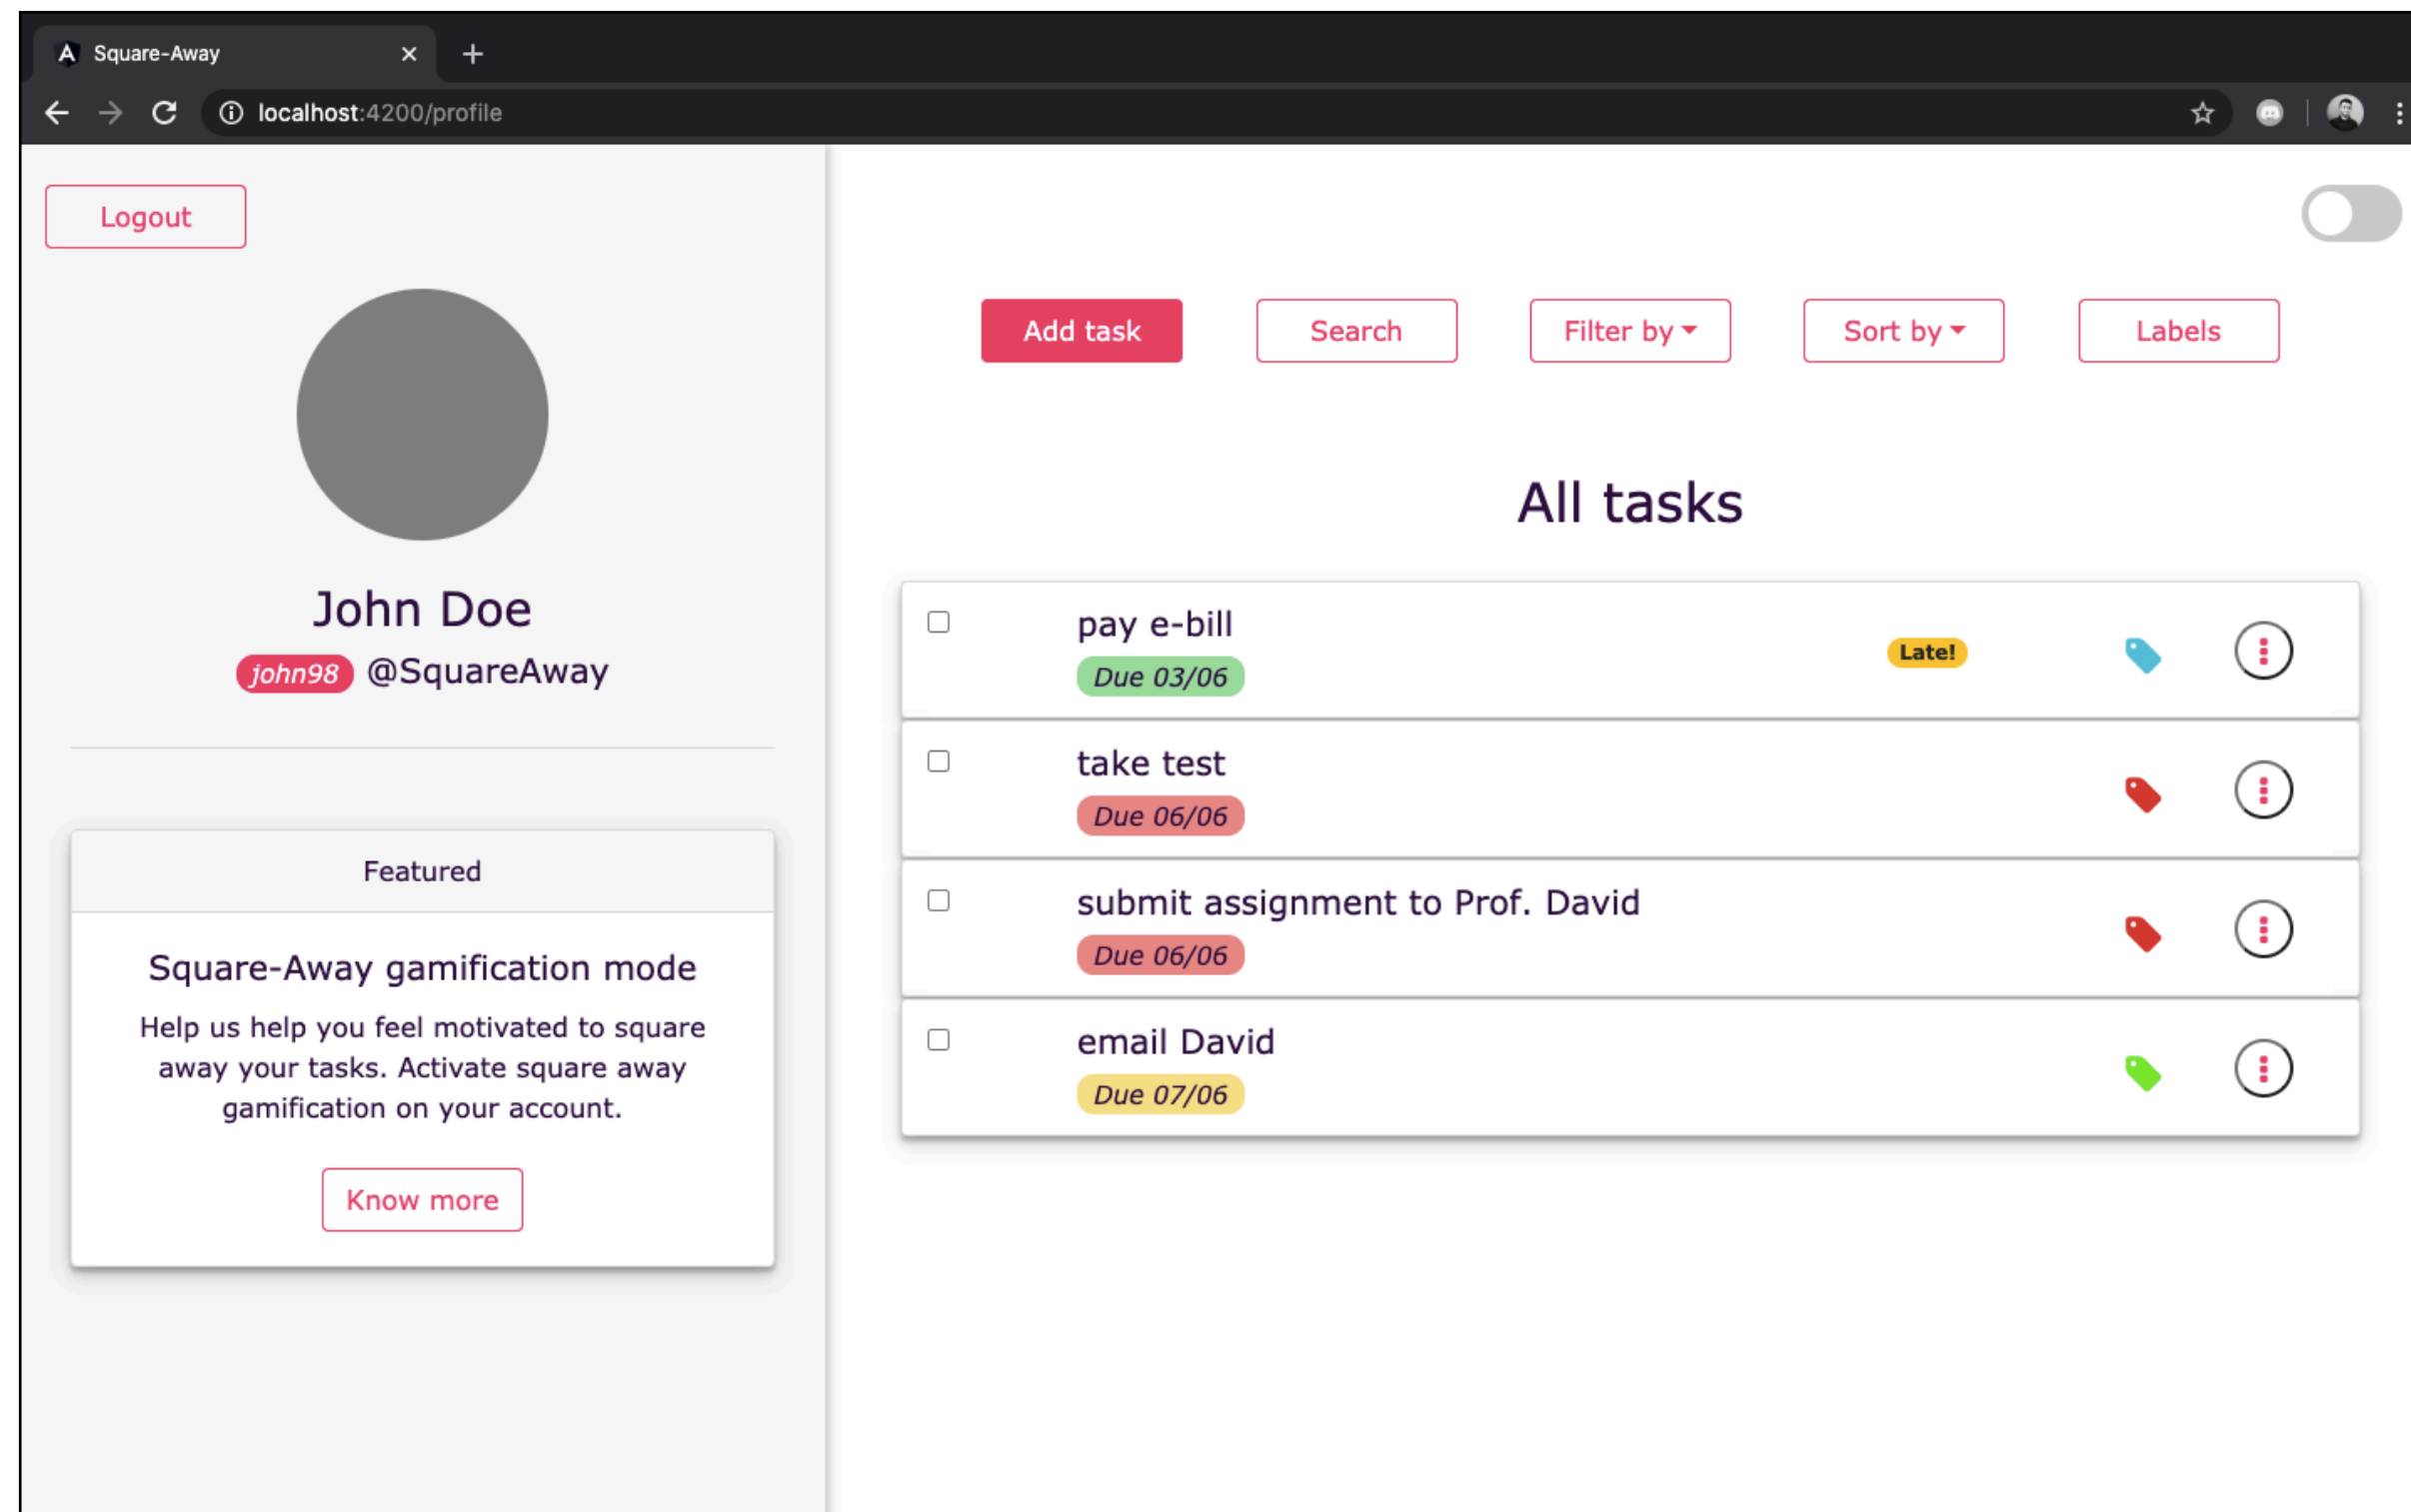 Square-Away
localhost:4200/profile
Logout
John Doe
john98 @SquareAway
Featured
Square-Away gamification mode
Help us help you feel motivated to square
away your tasks. Activate square away
gamification on your account.
Know more
Add task
Search
Filter by
Sort by
Labels
All tasks
pay e-bill
Due 03/06
Late!
take test
Due 06/06
submit assignment to Prof. David
Due 06/06
email David
Due 07/06